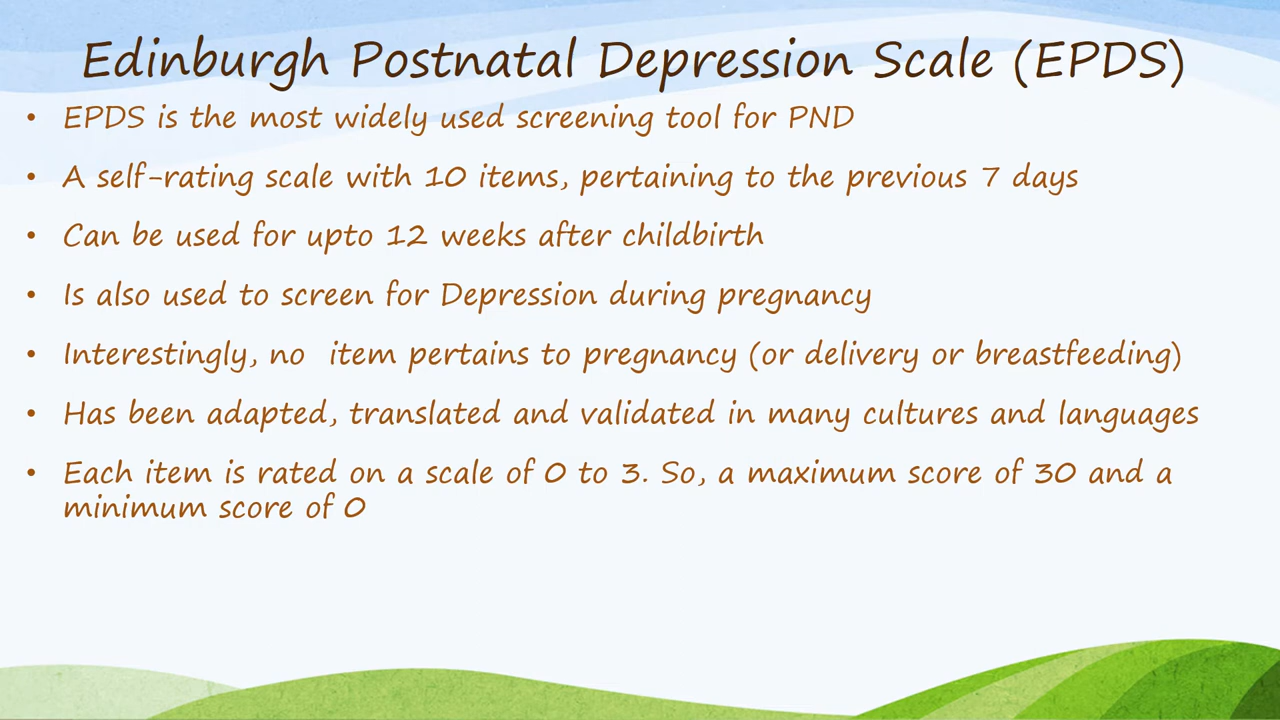 Edinburgh Postnatal Depression Scale (EPDS)
• EPDS is the most widely used screening tool for PND
• A self-rating scale with 10 items, pertaining to the previous 7 days
• Can be used for upto 12 weeks after childbirth
• Is also used to screen for Depression during pregnancy
• Interestingly, no  item pertains to pregnancy (or delivery or breastfeeding)
• Has been adapted, translated and validated in many cultures and languages
• Each item is rated on a scale of 0 to 3. So, a maximum score of 30 and a
minimum score of 0